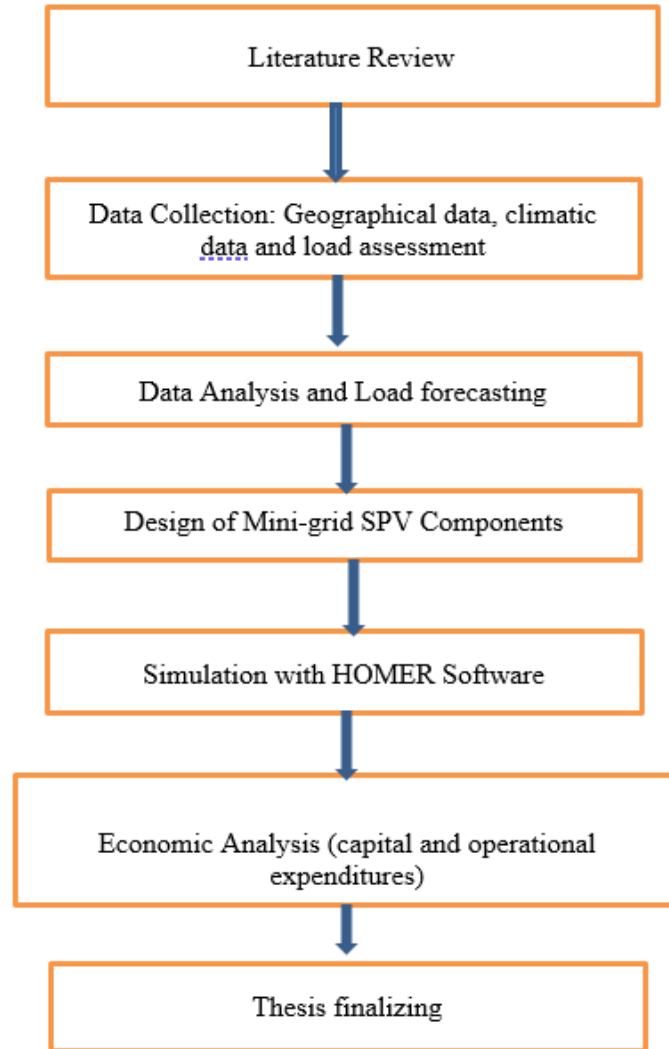 Literature Review
Data Collection: Geographical data, climatic
data and load assessment
Data Analysis and Load forecasting
Design of Mini-grid SPV Components
Simulation with HOMER Software
Economic Analysis (capital and operational
expenditures)
Thesis finalizing